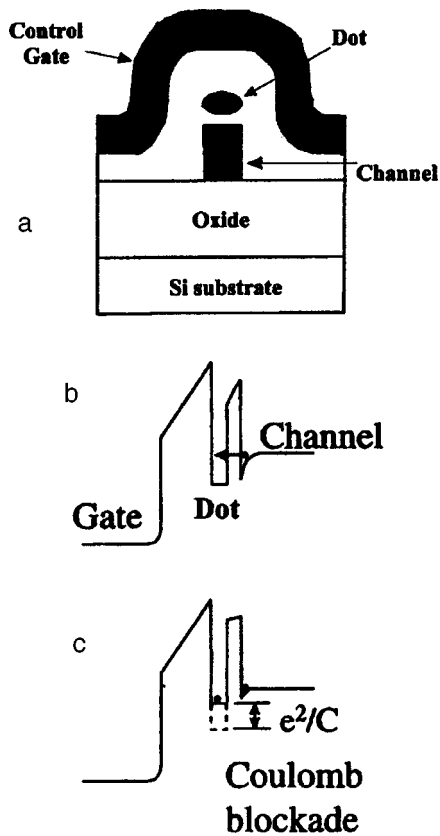 Control
Gate
Dot
Channel
a
Oxide
Si substrate
b
Channel
Gate
Dot
c
e²/C
Coulomb
blockade